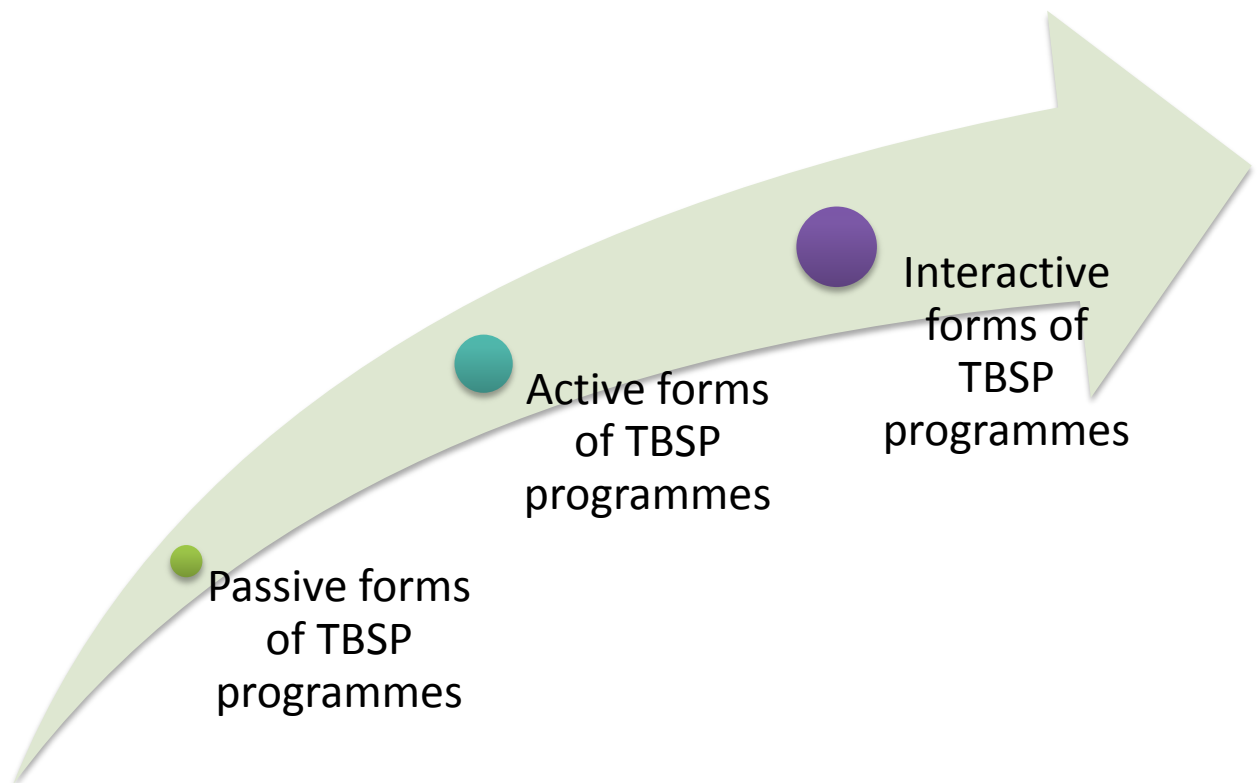 Interactive
forms of
TBSP
programmes
Active forms
of TBSP
programmes
Passive forms
of TBSP
programmes